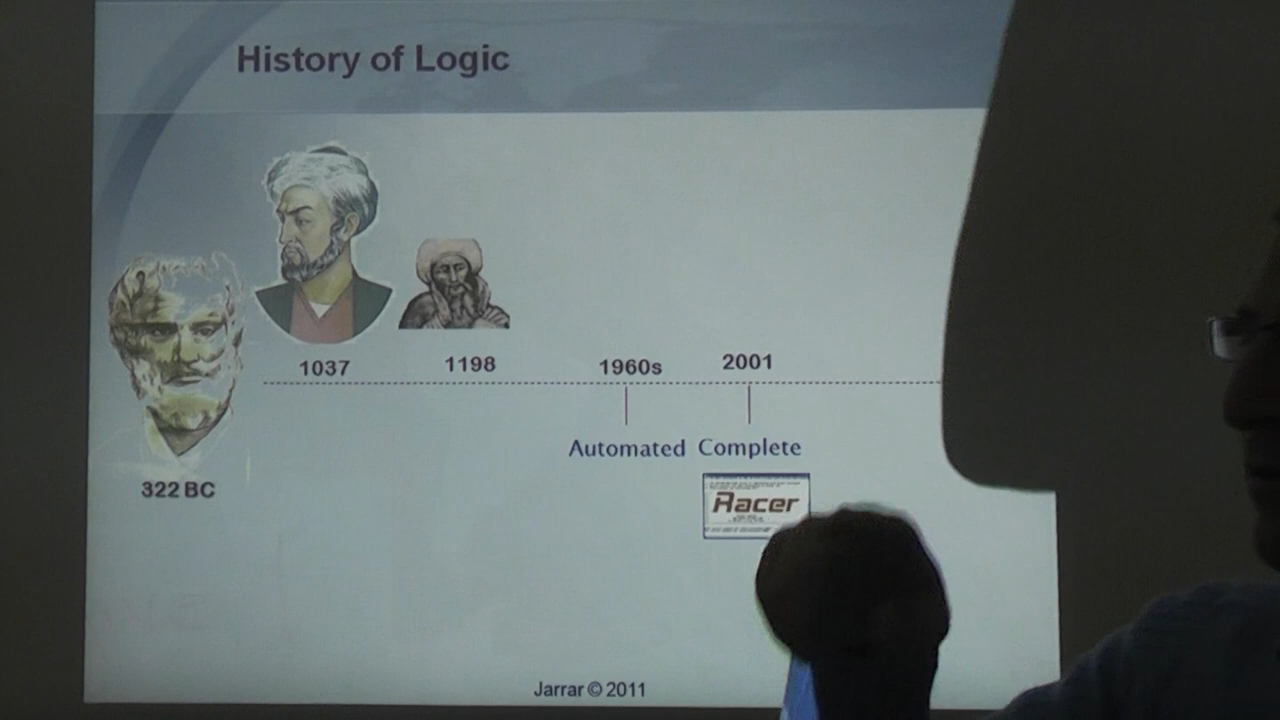 History of Logic
1037
1198
1960s
2001
Automated
Complete
Racer
322 BC
Jarrar © 2011